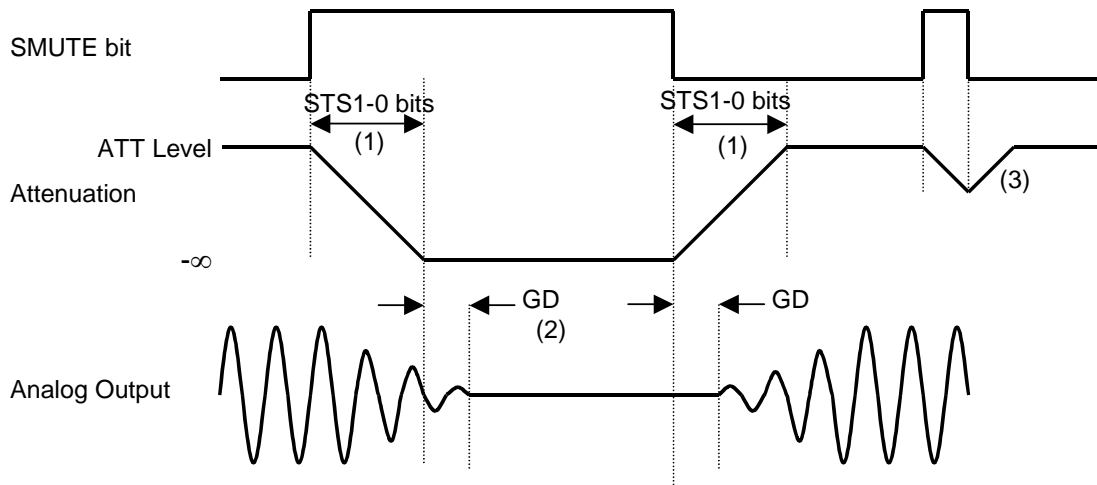 SMUTE bit
STS1-0 bits
(1)
STS1-0 bits
(1)
ATT Level
Attenuation
(3)
-∞
GD
(2)
GD
Analog Output